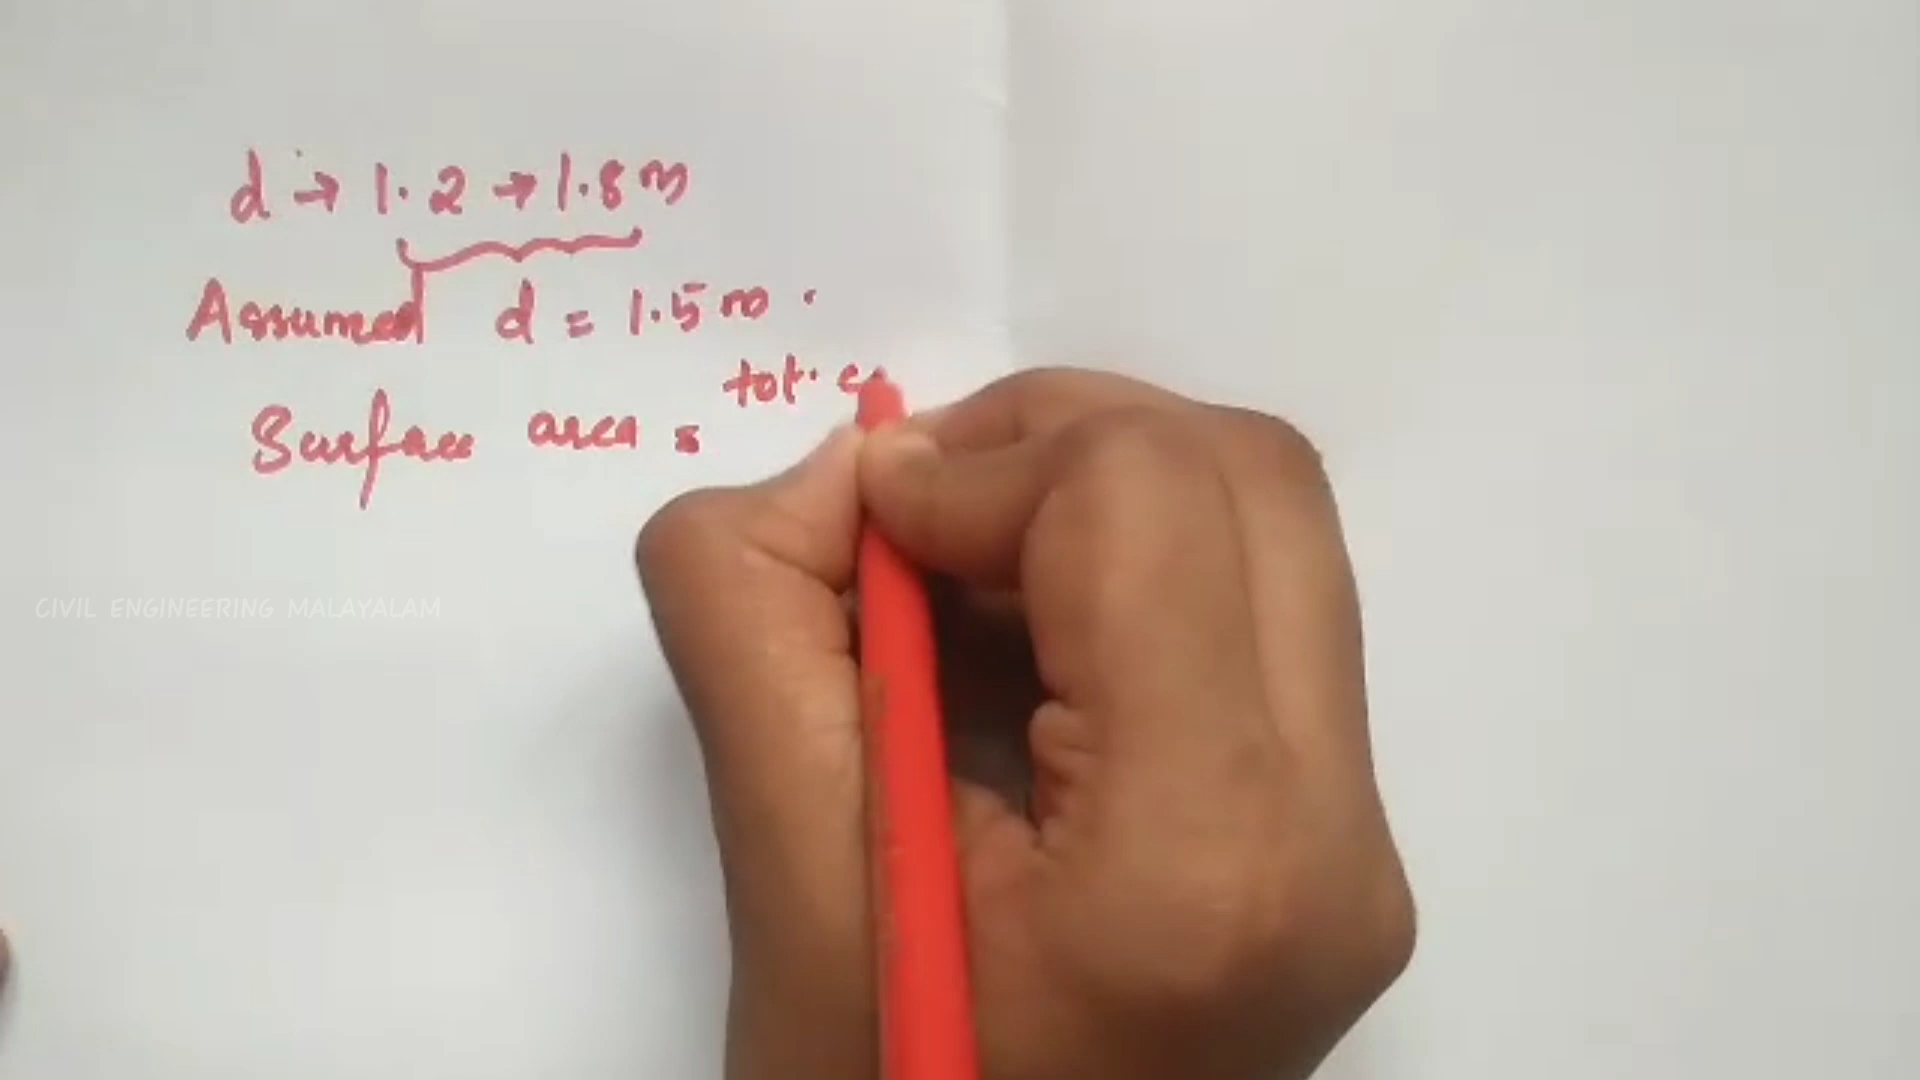 d → 1.2 → 1.8 m
Assumed d = 1.5 m .
tot.
Surface area =
CIVIL ENGINEERING MALAYALAM